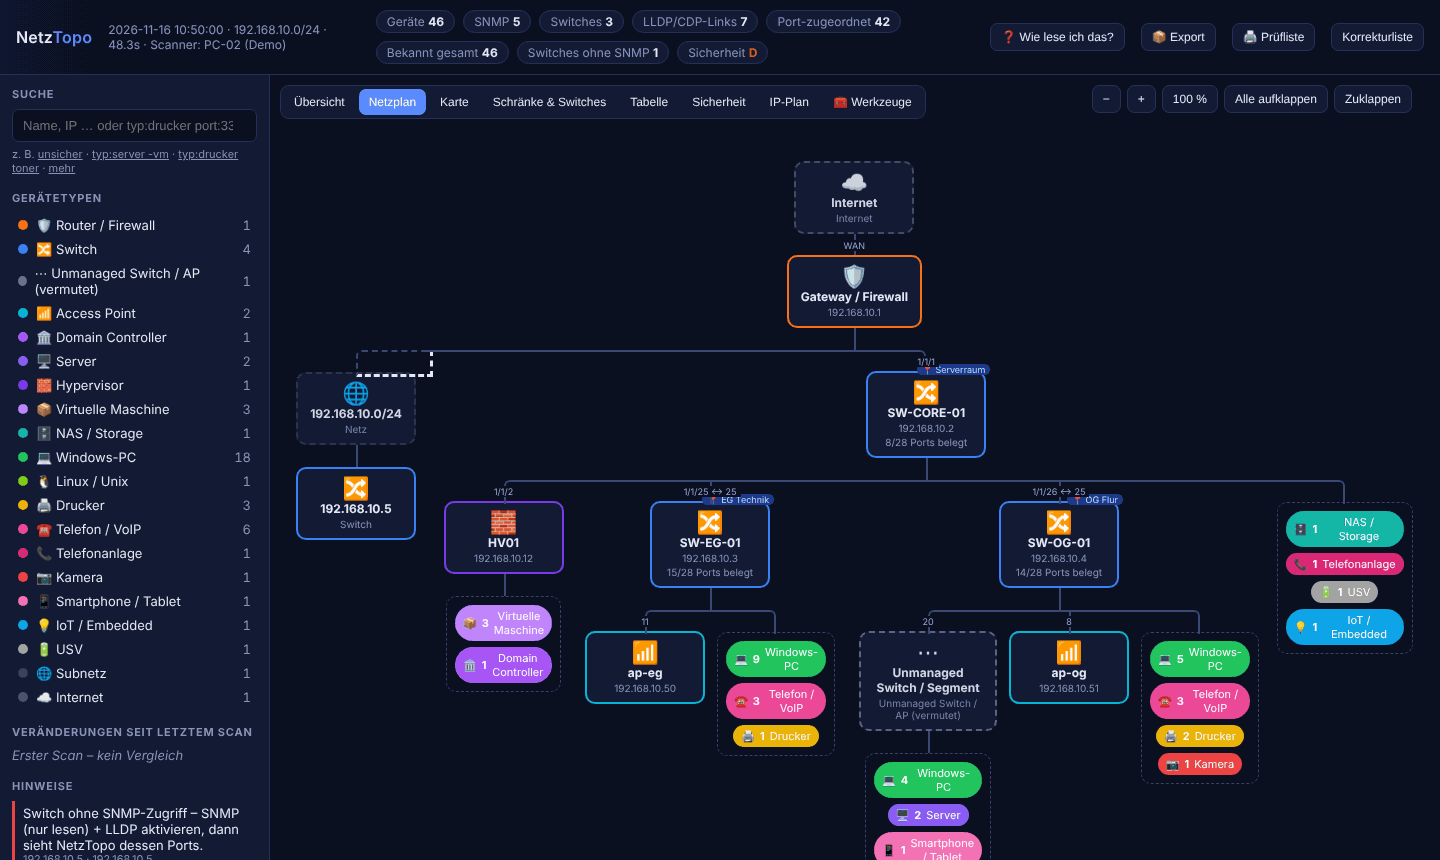 NetzTopo
2026-11-16 10:50:00 · 192.168.10.0/24 ·
48.3s · Scanner: PC-02 (Demo)
Geräte 46
SNMP 5
Switches 3
LLDP/CDP-Links 7
Port-zugeordnet 42
Bekannt gesamt 46
Switches ohne SNMP 1
Sicherheit D
❓ Wie lese ich das?
📦 Export
🖨️ Prüfliste
Korrekturliste
SUCHE
Name, IP … oder typ:drucker port:33
z. B. unsicher · typ:server -vm · typ:drucker
toner · mehr
GERÄTETYPEN
Router / Firewall 1
Switch 4
⋯ Unmanaged Switch / AP
(vermutet) 1
Access Point 2
Domain Controller 1
Server 2
Hypervisor 1
Virtuelle Maschine 3
NAS / Storage 1
Windows-PC 18
Linux / Unix 1
Drucker 3
Telefon / VoIP 6
Telefonanlage 1
Kamera 1
Smartphone / Tablet 1
IoT / Embedded 1
USV 1
Subnetz 1
Internet 1
VERÄNDERUNGEN SEIT LETZTEM SCAN
Erster Scan – kein Vergleich
HINWEISE
Switch ohne SNMP-Zugriff – SNMP
(nur lesen) + LLDP aktivieren, dann
sieht NetzTopo dessen Ports.
192.168.10.5 · 192.168.10.5
Übersicht
Netzplan
Karte
Schränke & Switches
Tabelle
Sicherheit
IP-Plan
🧰 Werkzeuge
−
+
100 %
Alle aufklappen
Zuklappen
Internet
Internet
WAN
Gateway / Firewall
192.168.10.1
192.168.10.0/24
Netz
192.168.10.5
Switch
1/1/1
Serverraum
SW-CORE-01
192.168.10.2
8/28 Ports belegt
1/1/2
HV01
192.168.10.12
3 Virtuelle
Maschine
1 Domain
Controller
1/1/25 ↔ 25
EG Technik
SW-EG-01
192.168.10.3
15/28 Ports belegt
11
ap-eg
192.168.10.50
9 Windows-
PC
3 Telefon /
VoIP
1 Drucker
1/1/26 ↔ 25
OG Flur
SW-OG-01
192.168.10.4
14/28 Ports belegt
20
⋯
Unmanaged
Switch / Segment
Unmanaged Switch /
AP (vermutet)
4 Windows-
PC
2 Server
1 Smartphone
/ Tablet
8
ap-og
192.168.10.51
5 Windows-
PC
3 Telefon /
VoIP
2 Drucker
1 Kamera
1 NAS /
Storage
1 Telefonanlage
1 USV
1 IoT /
Embedded